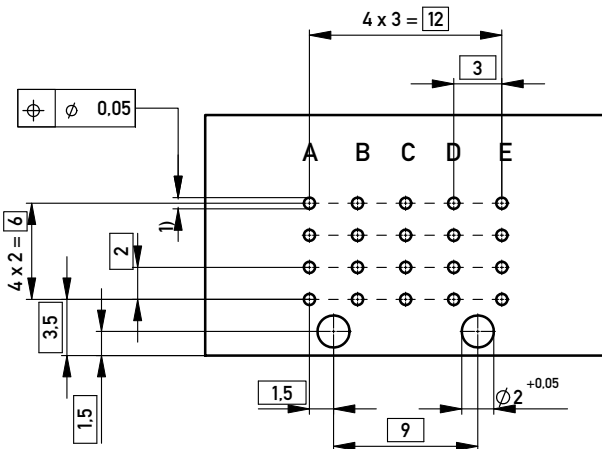 4 x 3 = 12
3
⌖ ⌀ 0,05
A B C D E
1)
4 x 2 = 6
2
3,5
1,5
1,5
⌀2 +0,05
9